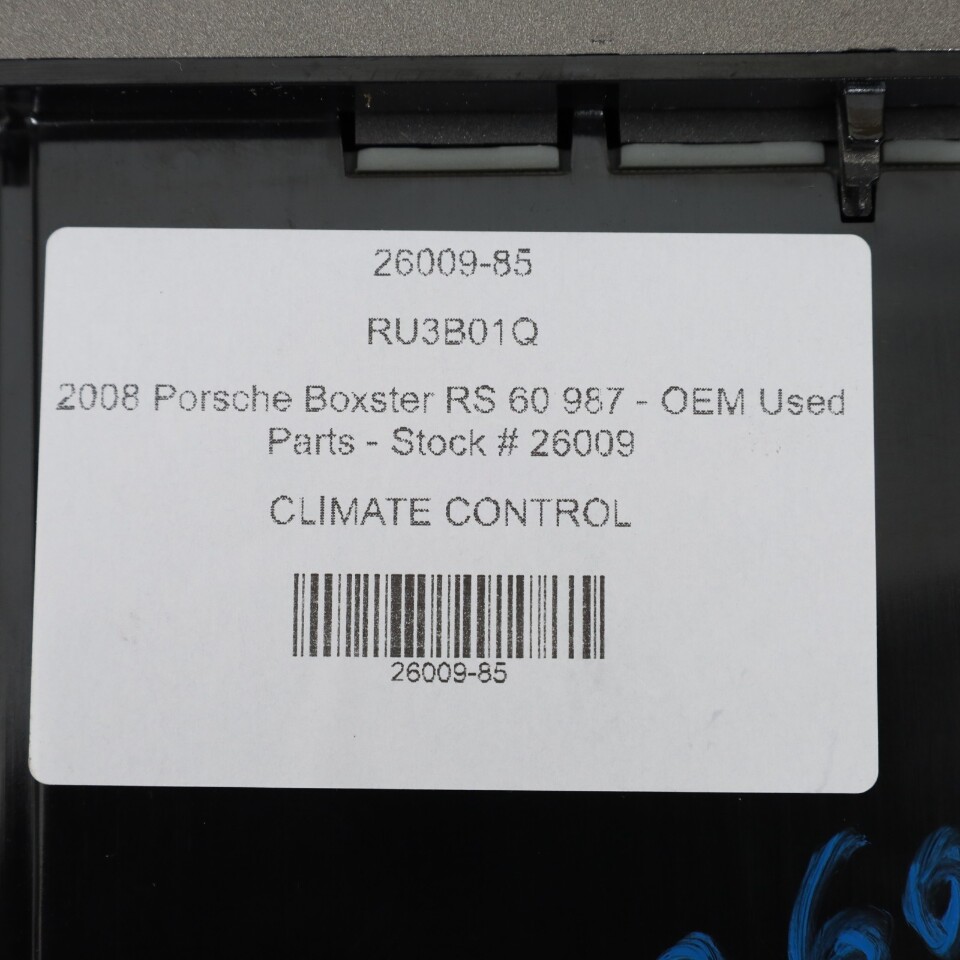 26009-85
RU3B01Q
2008 Porsche Boxster RS 60 987 - OEM Used
Parts - Stock # 26009
CLIMATE CONTROL
26009-85